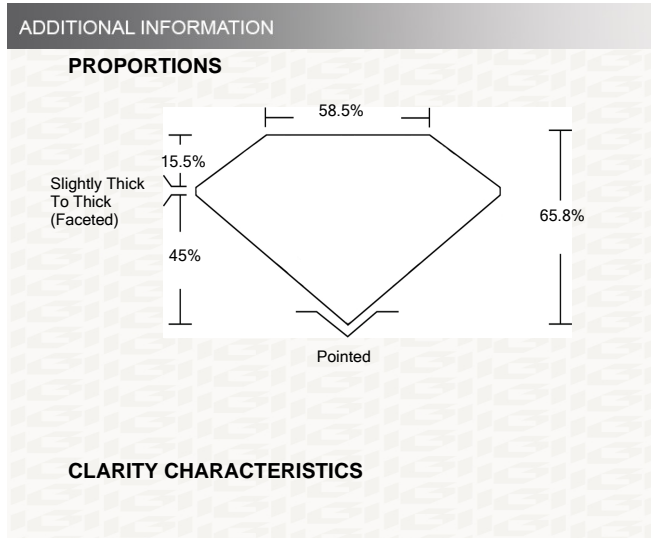 ADDITIONAL INFORMATION
PROPORTIONS
58.5%
15.5%
Slightly Thick
To Thick
(Faceted)
65.8%
45%
Pointed
CLARITY CHARACTERISTICS